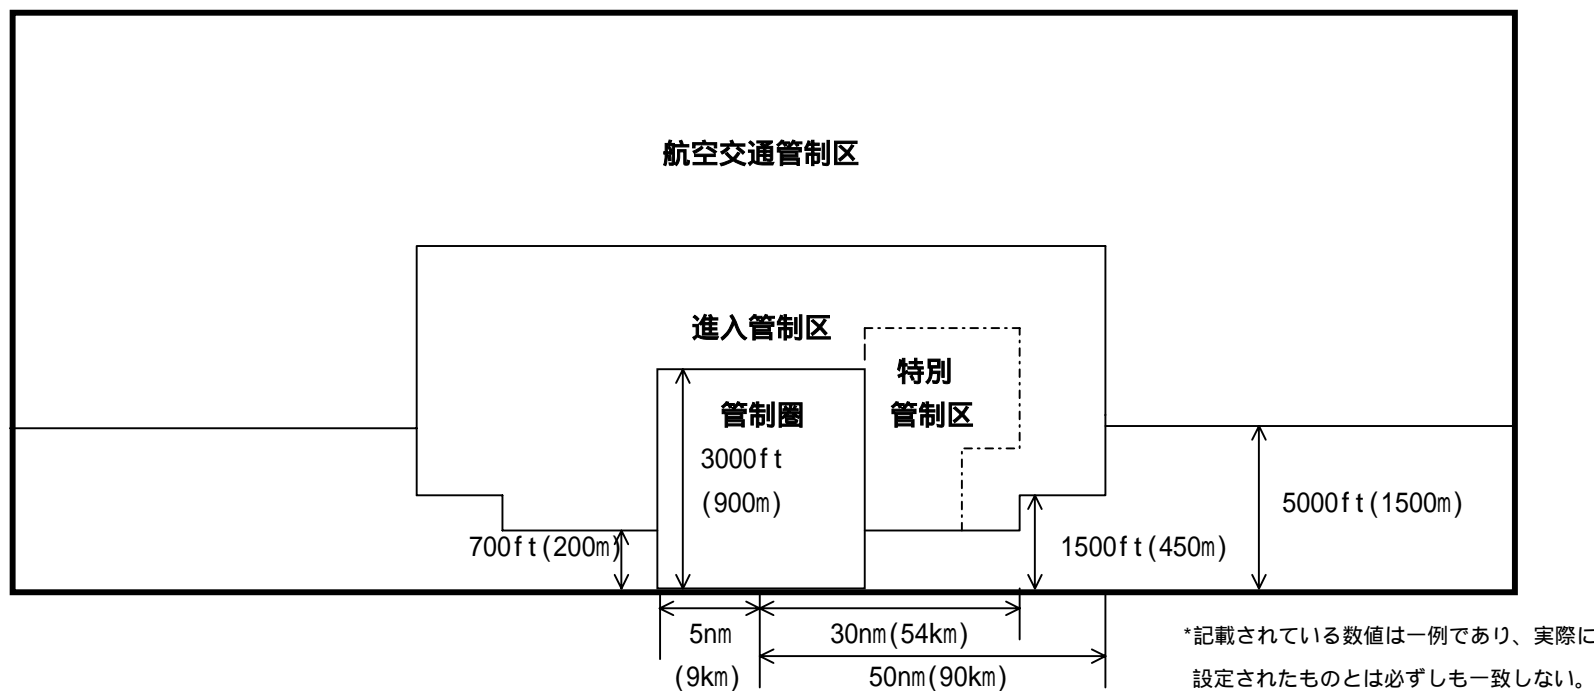 航空交通管制区
進入管制区
特別
管制区
管制圏
3000ft
(900m)
5000ft(1500m)
700ft(200m)
1500ft(450m)
5nm
(9km)
30nm(54km)
50nm(90km)
*記載されている数値は一例であり、実際に
設定されたものとは必ずしも一致しない。